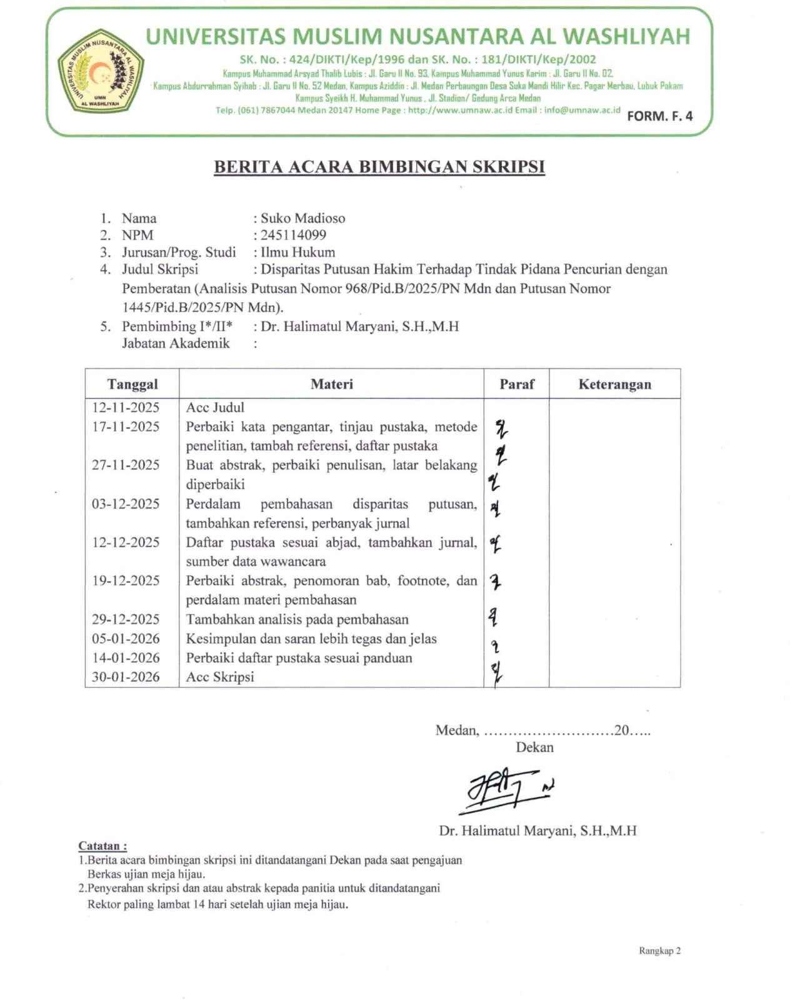 UNIVERSITAS MUSLIM NUSANTARA AL WASHLIYAH
SK. No. : 424/DIKTI/Kep/1996 dan SK. No. : 181/DIKTI/Kep/2002
Kampus Muhammad Arsyad Thalib Lubis : Jl. Garu II No. 93, Kampus Muhammad Yunus Karim : Jl. Garu II No. 02,
Kampus Abdurrahman Syihab : Jl. Garu II No. 52 Medan, Kampus Aziddin : Jl. Medan Perbaungan Desa Suka Mandi Hilir Kec. Pagar Merbau, Lubuk Pakam
Kampus Syeikh H. Muhammad Yunus , Jl. Stadion/ Gedung Arca Medan
Telp. (061) 7867044 Medan 20147 Home Page : http://www.umnaw.ac.id Email : info@umnaw.ac.id
FORM. F. 4
UNIVERSITAS MUSLIM NUSANTARA AL WASHLIYAH
UMN
AL WASHLIYAH
BERITA ACARA BIMBINGAN SKRIPSI
1. Nama : Suko Madioso
2. NPM : 245114099
3. Jurusan/Prog. Studi : Ilmu Hukum
4. Judul Skripsi : Disparitas Putusan Hakim Terhadap Tindak Pidana Pencurian dengan
Pemberatan (Analisis Putusan Nomor 968/Pid.B/2025/PN Mdn dan Putusan Nomor
1445/Pid.B/2025/PN Mdn).
5. Pembimbing I*/II* : Dr. Halimatul Maryani, S.H.,M.H
Jabatan Akademik :
Tanggal Materi Paraf Keterangan
12-11-2025 Acc Judul
17-11-2025 Perbaiki kata pengantar, tinjau pustaka, metode
penelitian, tambah referensi, daftar pustaka
27-11-2025 Buat abstrak, perbaiki penulisan, latar belakang
diperbaiki
03-12-2025 Perdalam pembahasan disparitas putusan,
tambahkan referensi, perbanyak jurnal
12-12-2025 Daftar pustaka sesuai abjad, tambahkan jurnal,
sumber data wawancara
19-12-2025 Perbaiki abstrak, penomoran bab, footnote, dan
perdalam materi pembahasan
29-12-2025 Tambahkan analisis pada pembahasan
05-01-2026 Kesimpulan dan saran lebih tegas dan jelas
14-01-2026 Perbaiki daftar pustaka sesuai panduan
30-01-2026 Acc Skripsi
Medan, ...........................20.....
Dekan
Dr. Halimatul Maryani, S.H.,M.H
Catatan :
1.Berita acara bimbingan skripsi ini ditandatangani Dekan pada saat pengajuan
Berkas ujian meja hijau.
2.Penyerahan skripsi dan atau abstrak kepada panitia untuk ditandatangani
Rektor paling lambat 14 hari setelah ujian meja hijau.
Rangkap 2